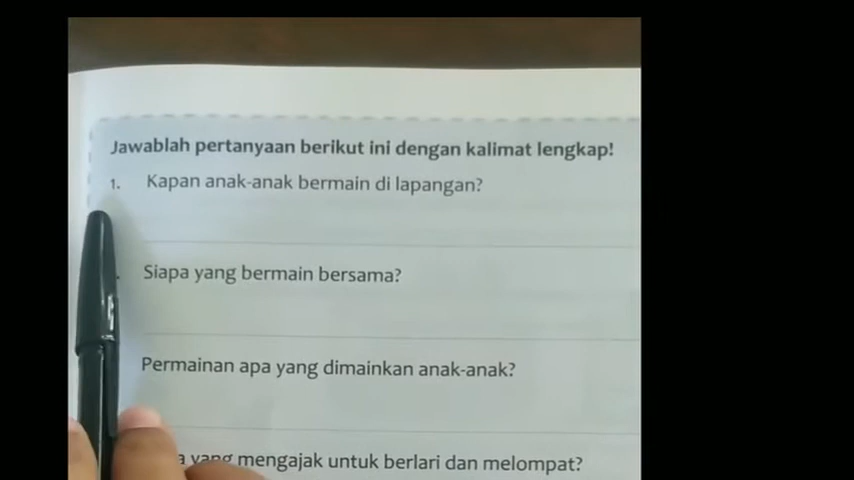 Jawablah pertanyaan berikut ini dengan kalimat lengkap!
1. Kapan anak-anak bermain di lapangan?
Siapa yang bermain bersama?
Permainan apa yang dimainkan anak-anak?
yang mengajak untuk berlari dan melompat?